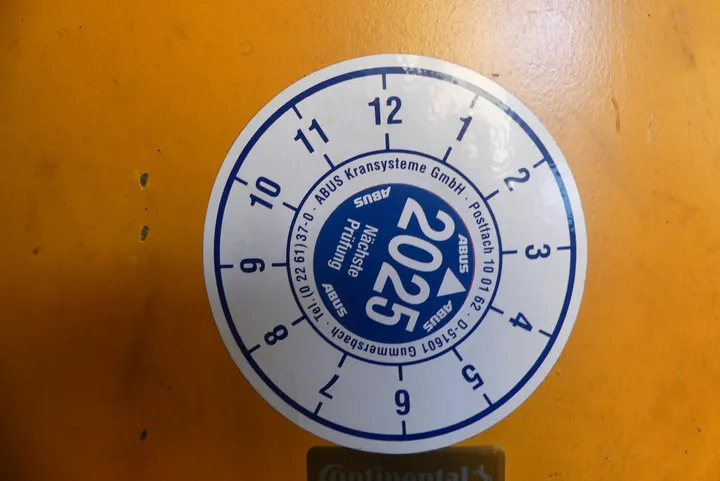 12
1
2
3
4
5
6
7
8
9
10
11
ABUS Kransysteme GmbH · Postfach 10 01 62 · D-51601 Gummersbach · Tel. (0 22 61) 37-0 ·
ABUS
ABUS
ABUS
ABUS
2025
Nächste
Prüfung
Continental